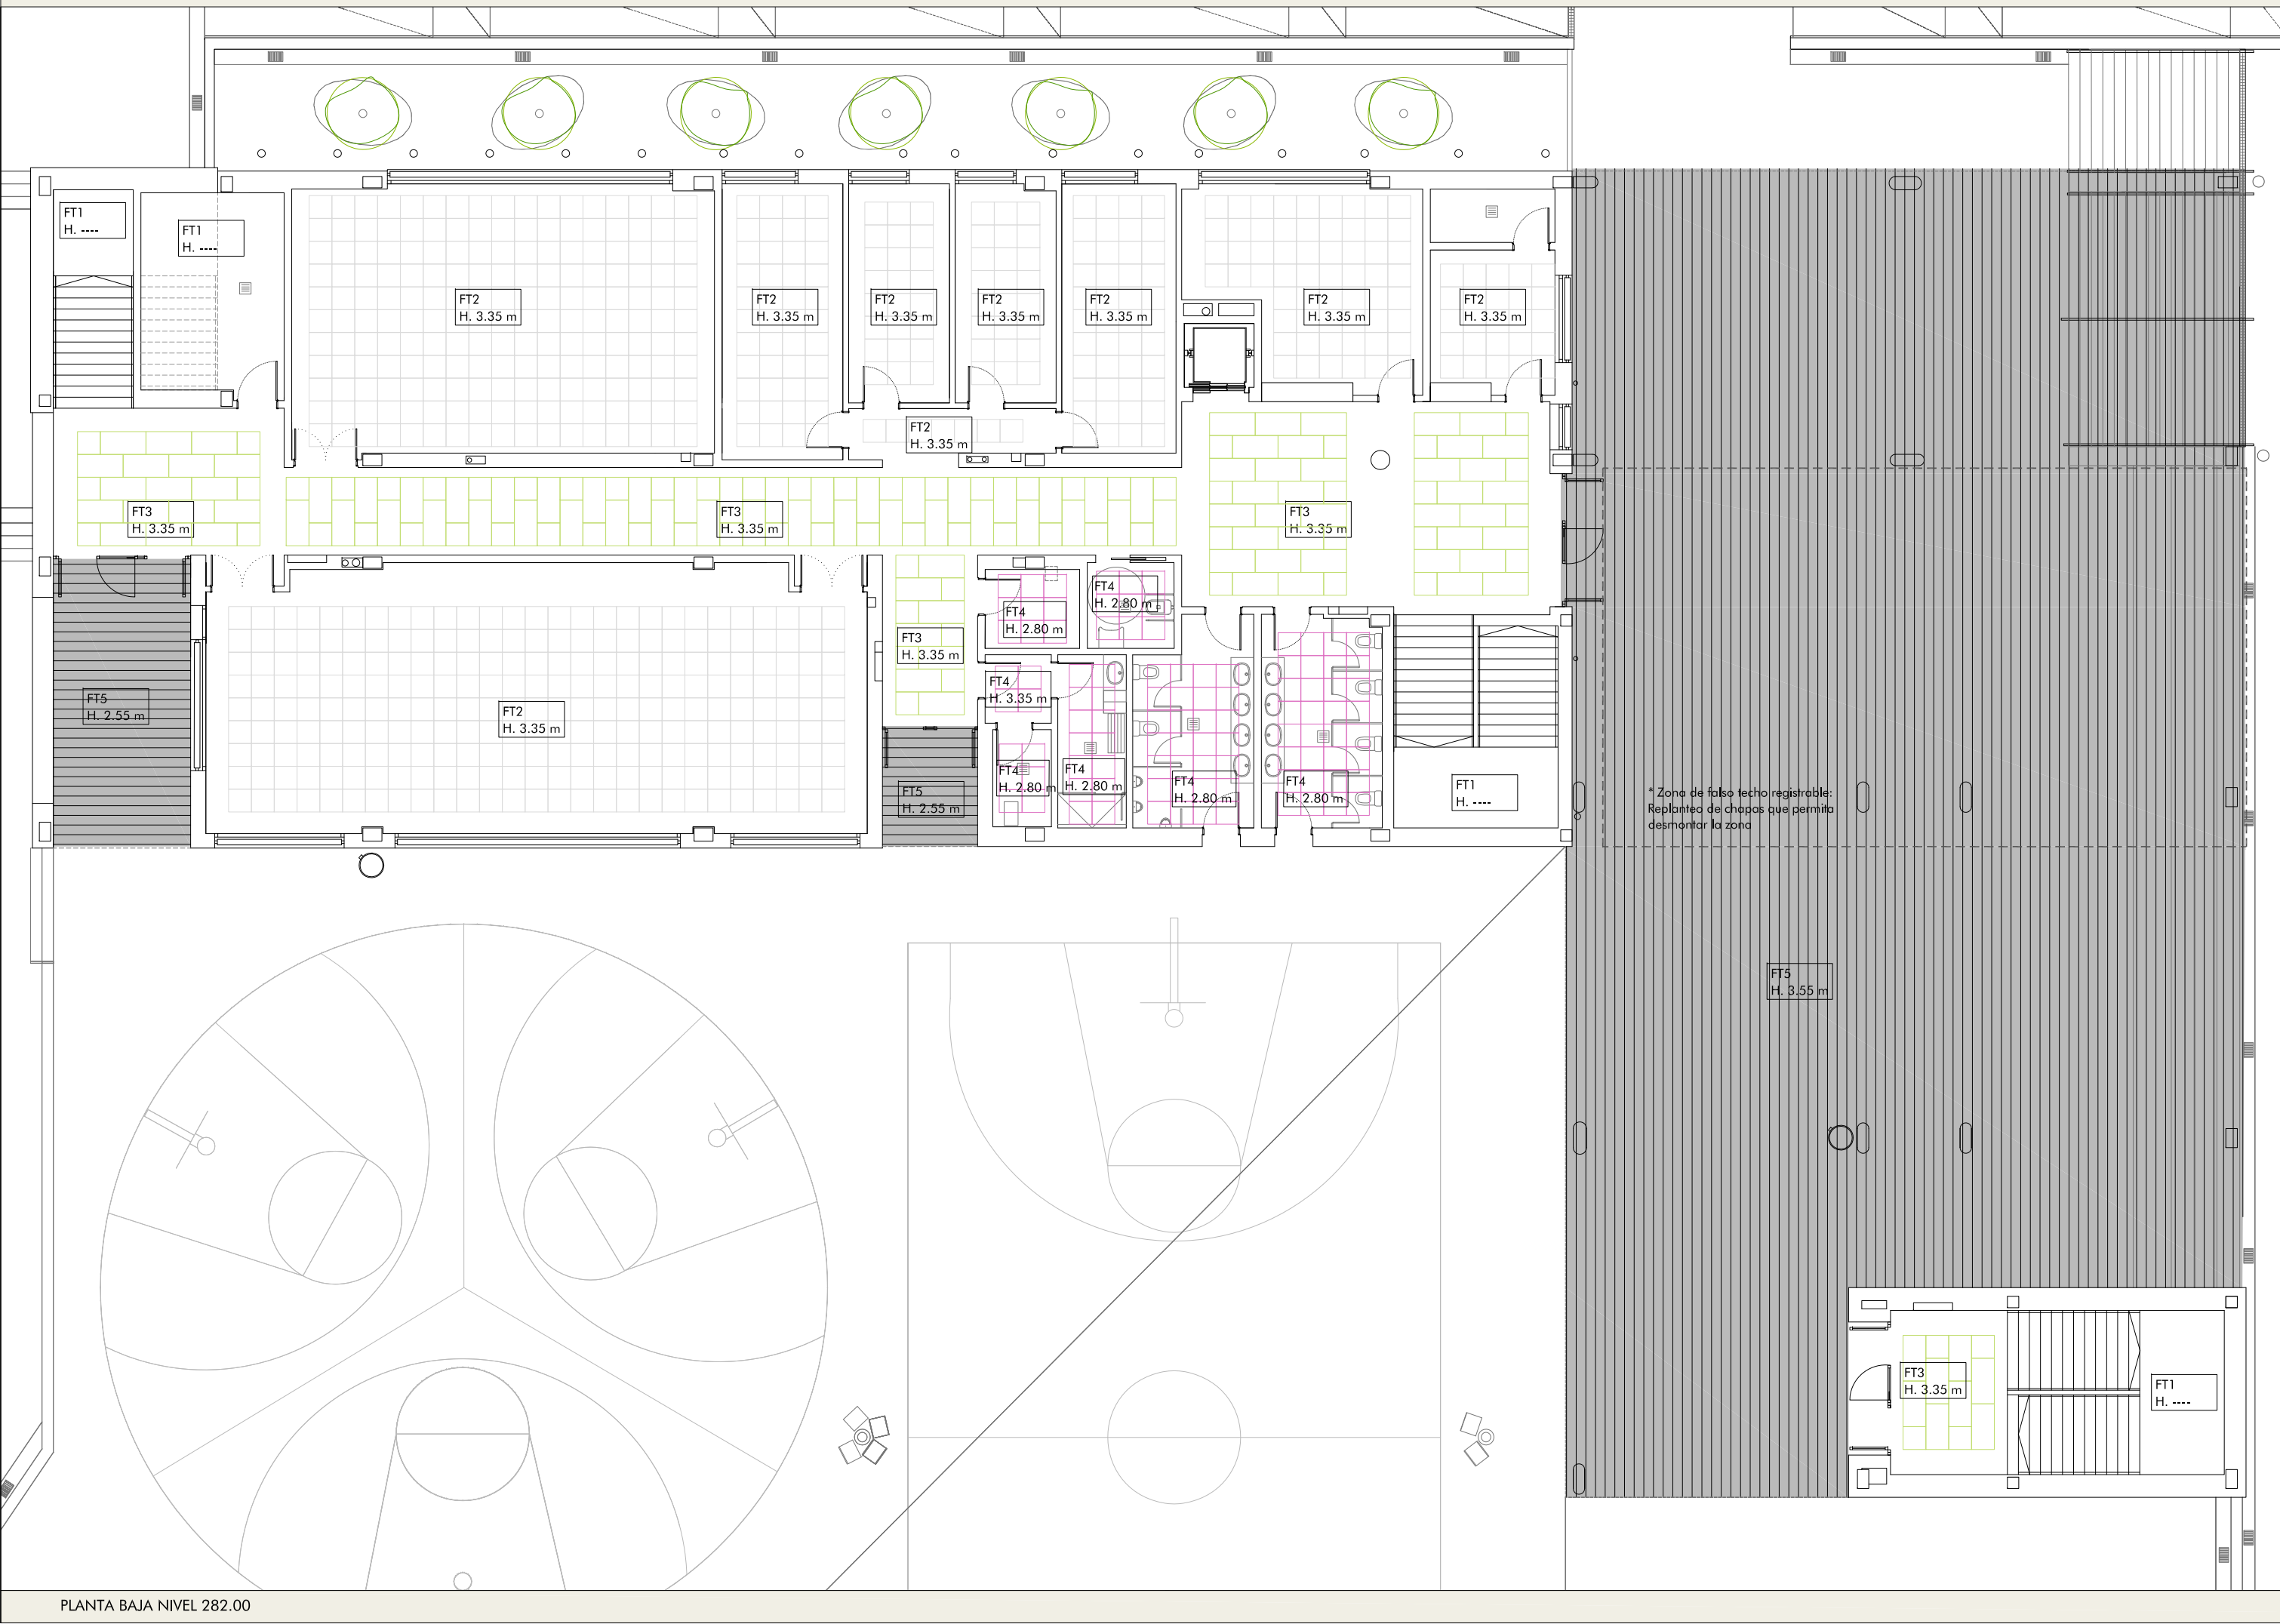 FT1
H. ----
FT1
H. ----
FT2
H. 3.35 m
FT2
H. 3.35 m
FT2
H. 3.35 m
FT2
H. 3.35 m
FT2
H. 3.35 m
FT2
H. 3.35 m
FT2
H. 3.35 m
FT2
H. 3.35 m
FT3
H. 3.35 m
FT3
H. 3.35 m
FT3
H. 3.35 m
FT4
H. 2.80 m
FT4
H. 2.80 m
FT3
H. 3.35 m
FT4
H. 3.35 m
FT5
H. 2.55 m
FT2
H. 3.35 m
FT5
H. 2.55 m
FT4
H. 2.80 m
FT4
H. 2.80 m
FT4
H. 2.80 m
FT4
H. 2.80 m
FT1
H. ----
* Zona de falso techo registrable:
Replanteo de chapas que permita
desmontar la zona
FT5
H. 3.55 m
FT3
H. 3.35 m
FT1
H. ----
PLANTA BAJA NIVEL 282.00